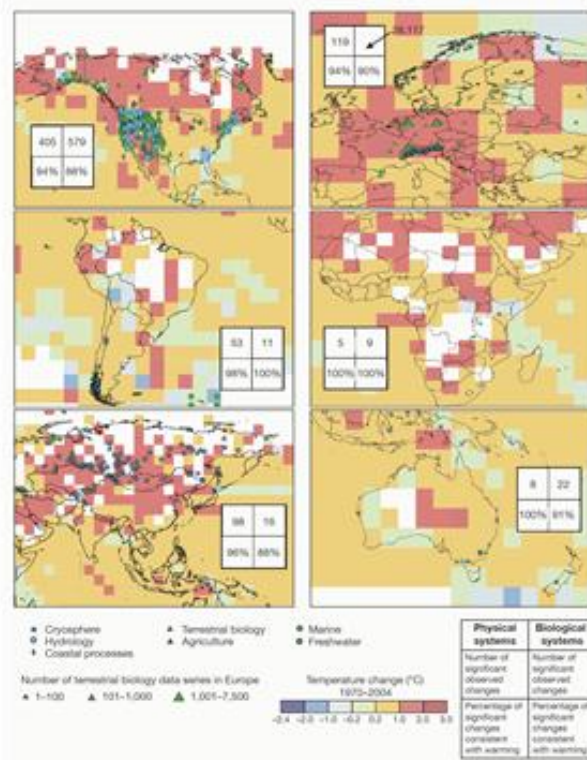 119 28,117
94% 90%
405 579
94% 88%
53 11
98% 100%
5 9
100% 100%
98 16
96% 88%
6 22
100% 91%
Cryosphere
Hydrology
Coastal processes
Terrestrial biology
Agriculture
Marine
Freshwater
Number of terrestrial biology data series in Europe
1–100 101–1,000 1,001–7,500
Temperature change (°C)
1970–2004
-2.4 -2.0 -1.0 -0.2 0.2 1.0 2.0 3.5
Physical systems
Biological systems
Number of significant observed changes
Number of significant observed changes
Percentage of significant changes consistent with warming
Percentage of significant changes consistent with warming